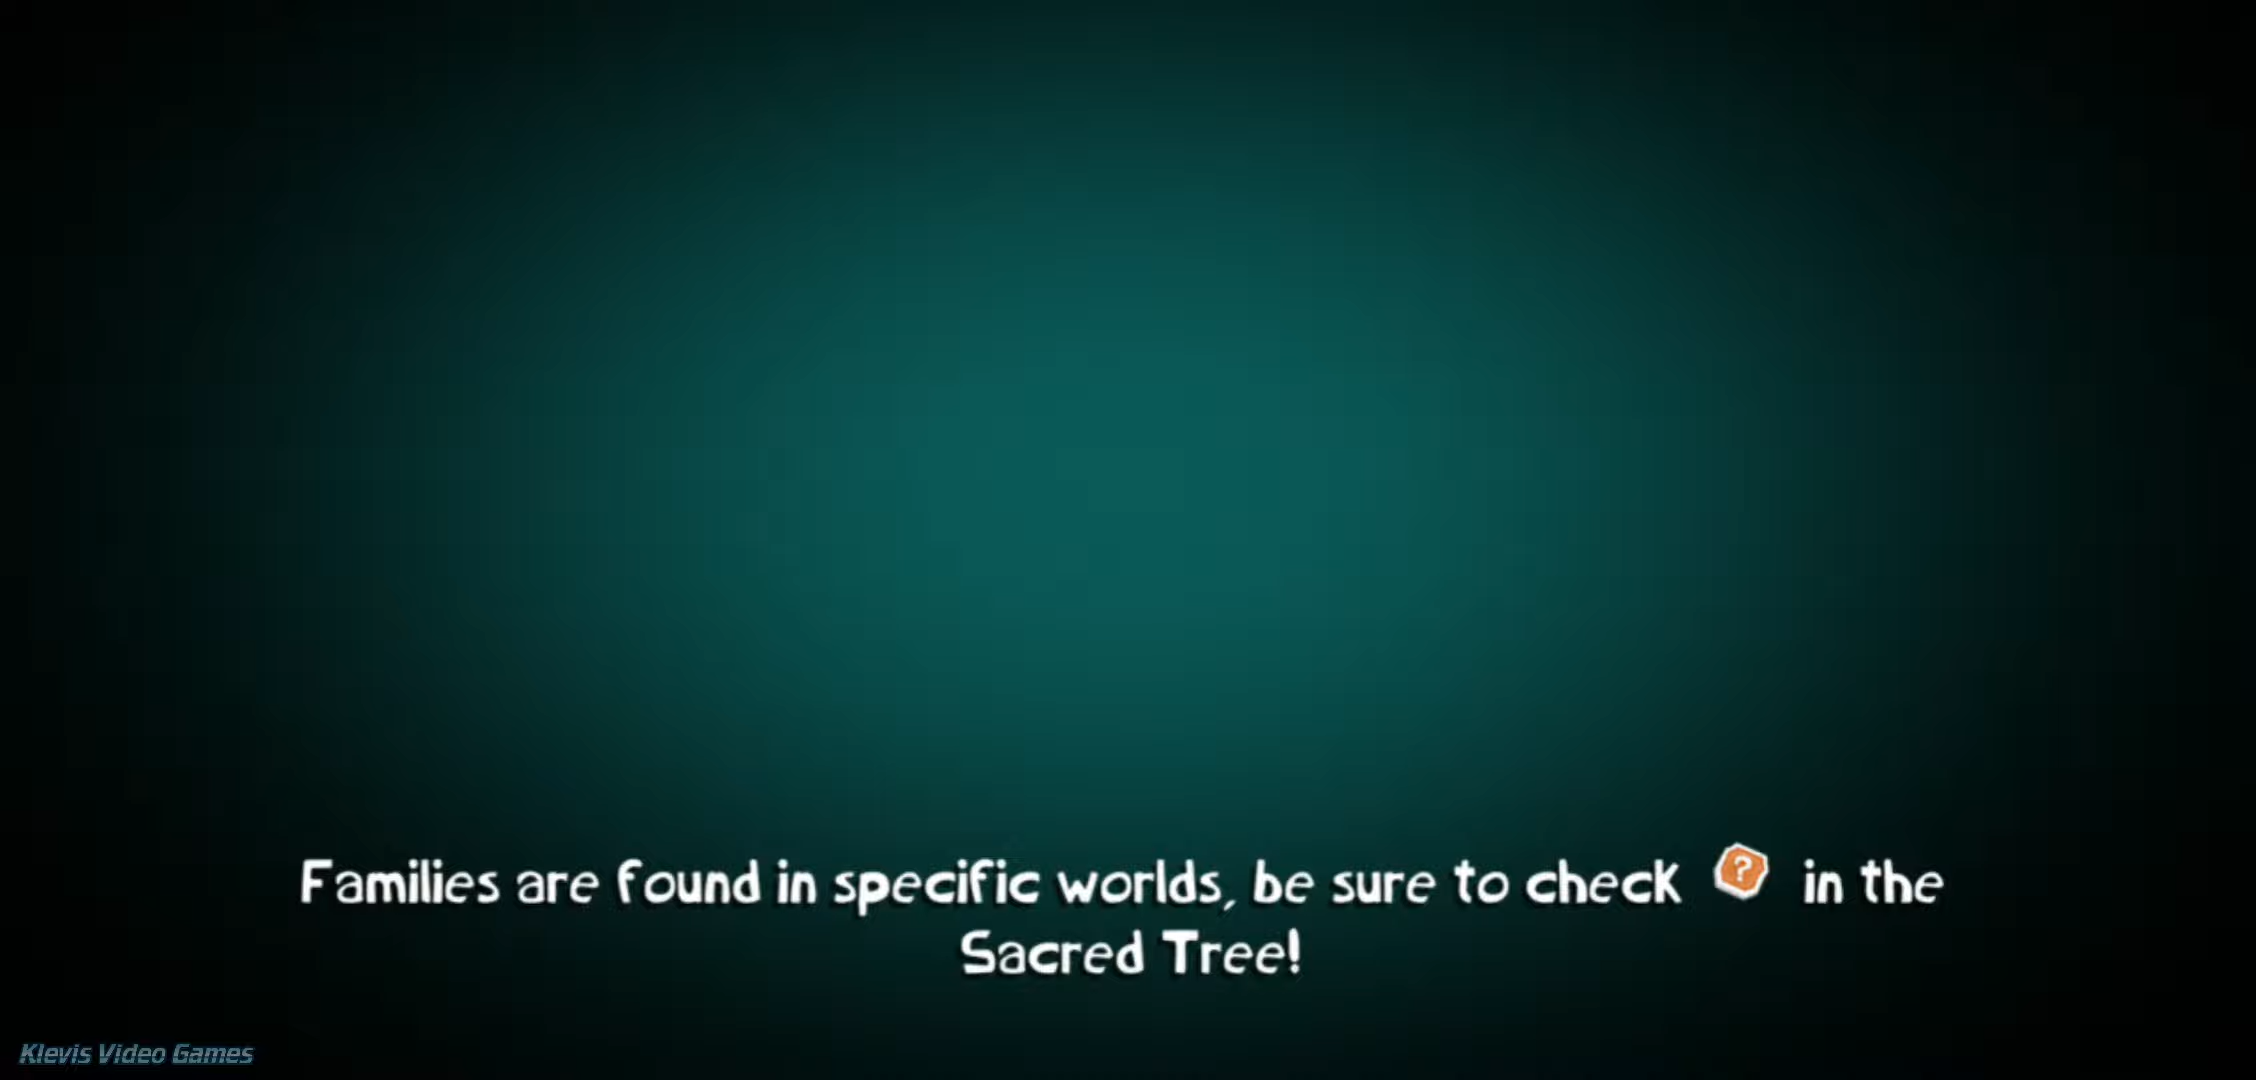 Families are found in specific worlds, be sure to check ? in the
Sacred Tree!
Klevis Video Games